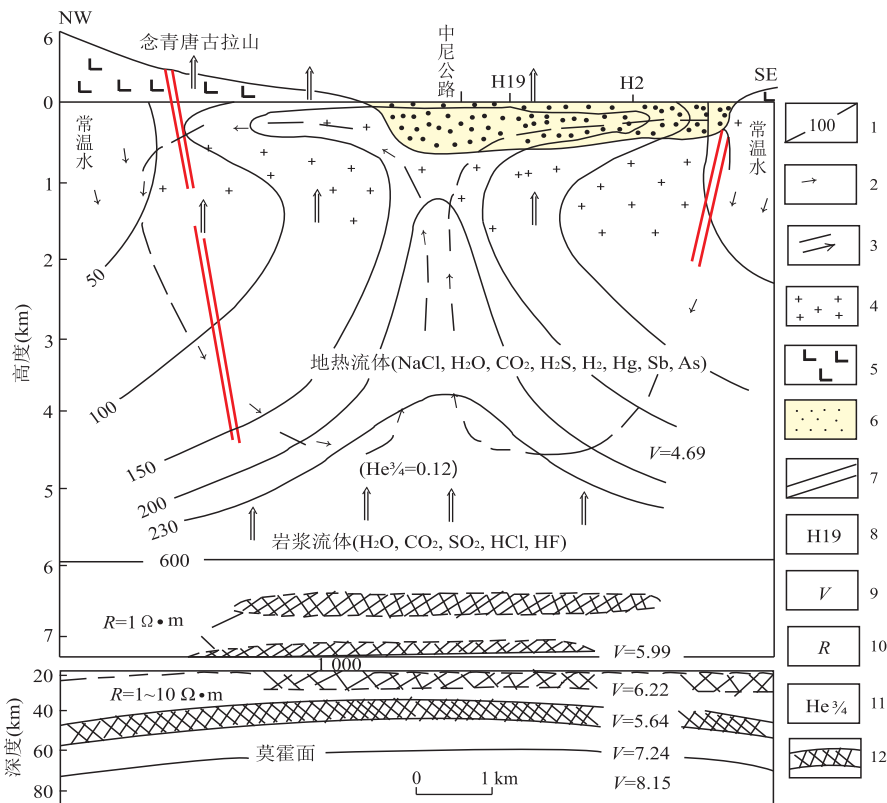 NW
念青唐古拉山
中尼公路
H19
H2
SE
6
0
1
2
3
4
5
6
7
高度(km)
常温水
常温水
50
100
150
200
230
地热流体(NaCl, H₂O, CO₂, H₂S, H₂, Hg, Sb, As)
V=4.69
(He¾=0.12)
岩浆流体(H₂O, CO₂, SO₂, HCl, HF)
600
R=1 Ω•m
V=5.99
1 000
20
40
60
80
深度(km)
R=1~10 Ω•m
V=6.22
V=5.64
莫霍面
V=7.24
V=8.15
0 1 km
100 1
2
3
4
5
6
7
H19 8
V 9
R 10
He¾ 11
12